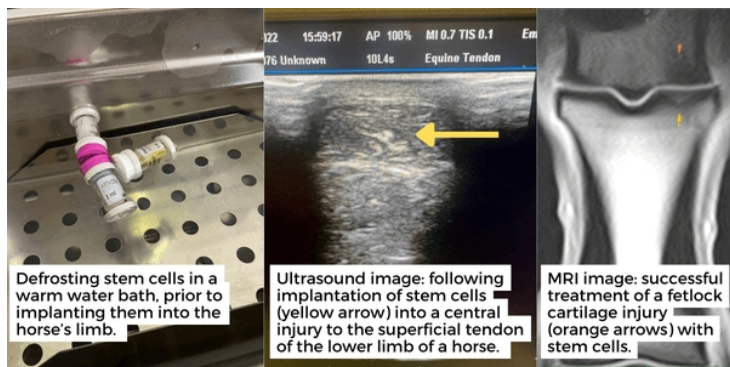 022 15:59:17 AP 100% MI 0.7 TIS 0.1
76 Unknown 10L4s Equine Tendon
Defrosting stem cells in a
warm water bath, prior to
implanting them into the
horse's limb.
Ultrasound image: following
implantation of stem cells
(yellow arrow) into a central
injury to the superficial tendon
of the lower limb of a horse.
MRI image: successful
treatment of a fetlock
cartilage injury
(orange arrows) with
stem cells.